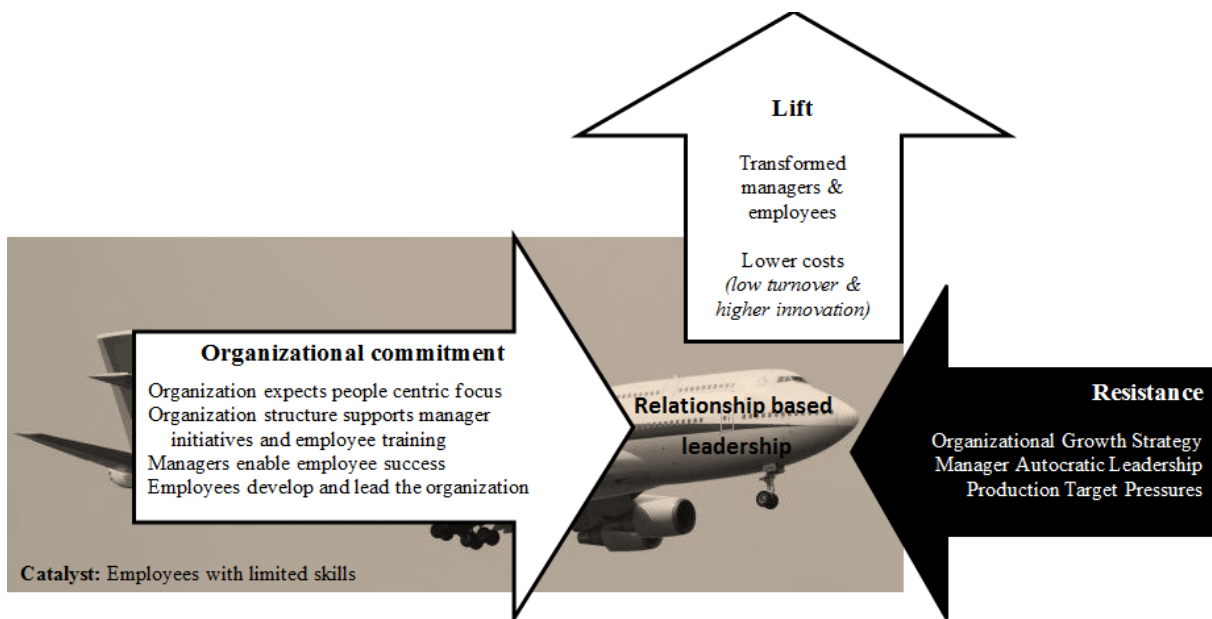 Lift
Transformed
managers &
employees
Lower costs
(low turnover &
higher innovation)
Organizational commitment
Organization expects people centric focus
Organization structure supports manager
initiatives and employee training
Managers enable employee success
Employees develop and lead the organization
Relationship based
leadership
Resistance
Organizational Growth Strategy
Manager Autocratic Leadership
Production Target Pressures
Catalyst: Employees with limited skills